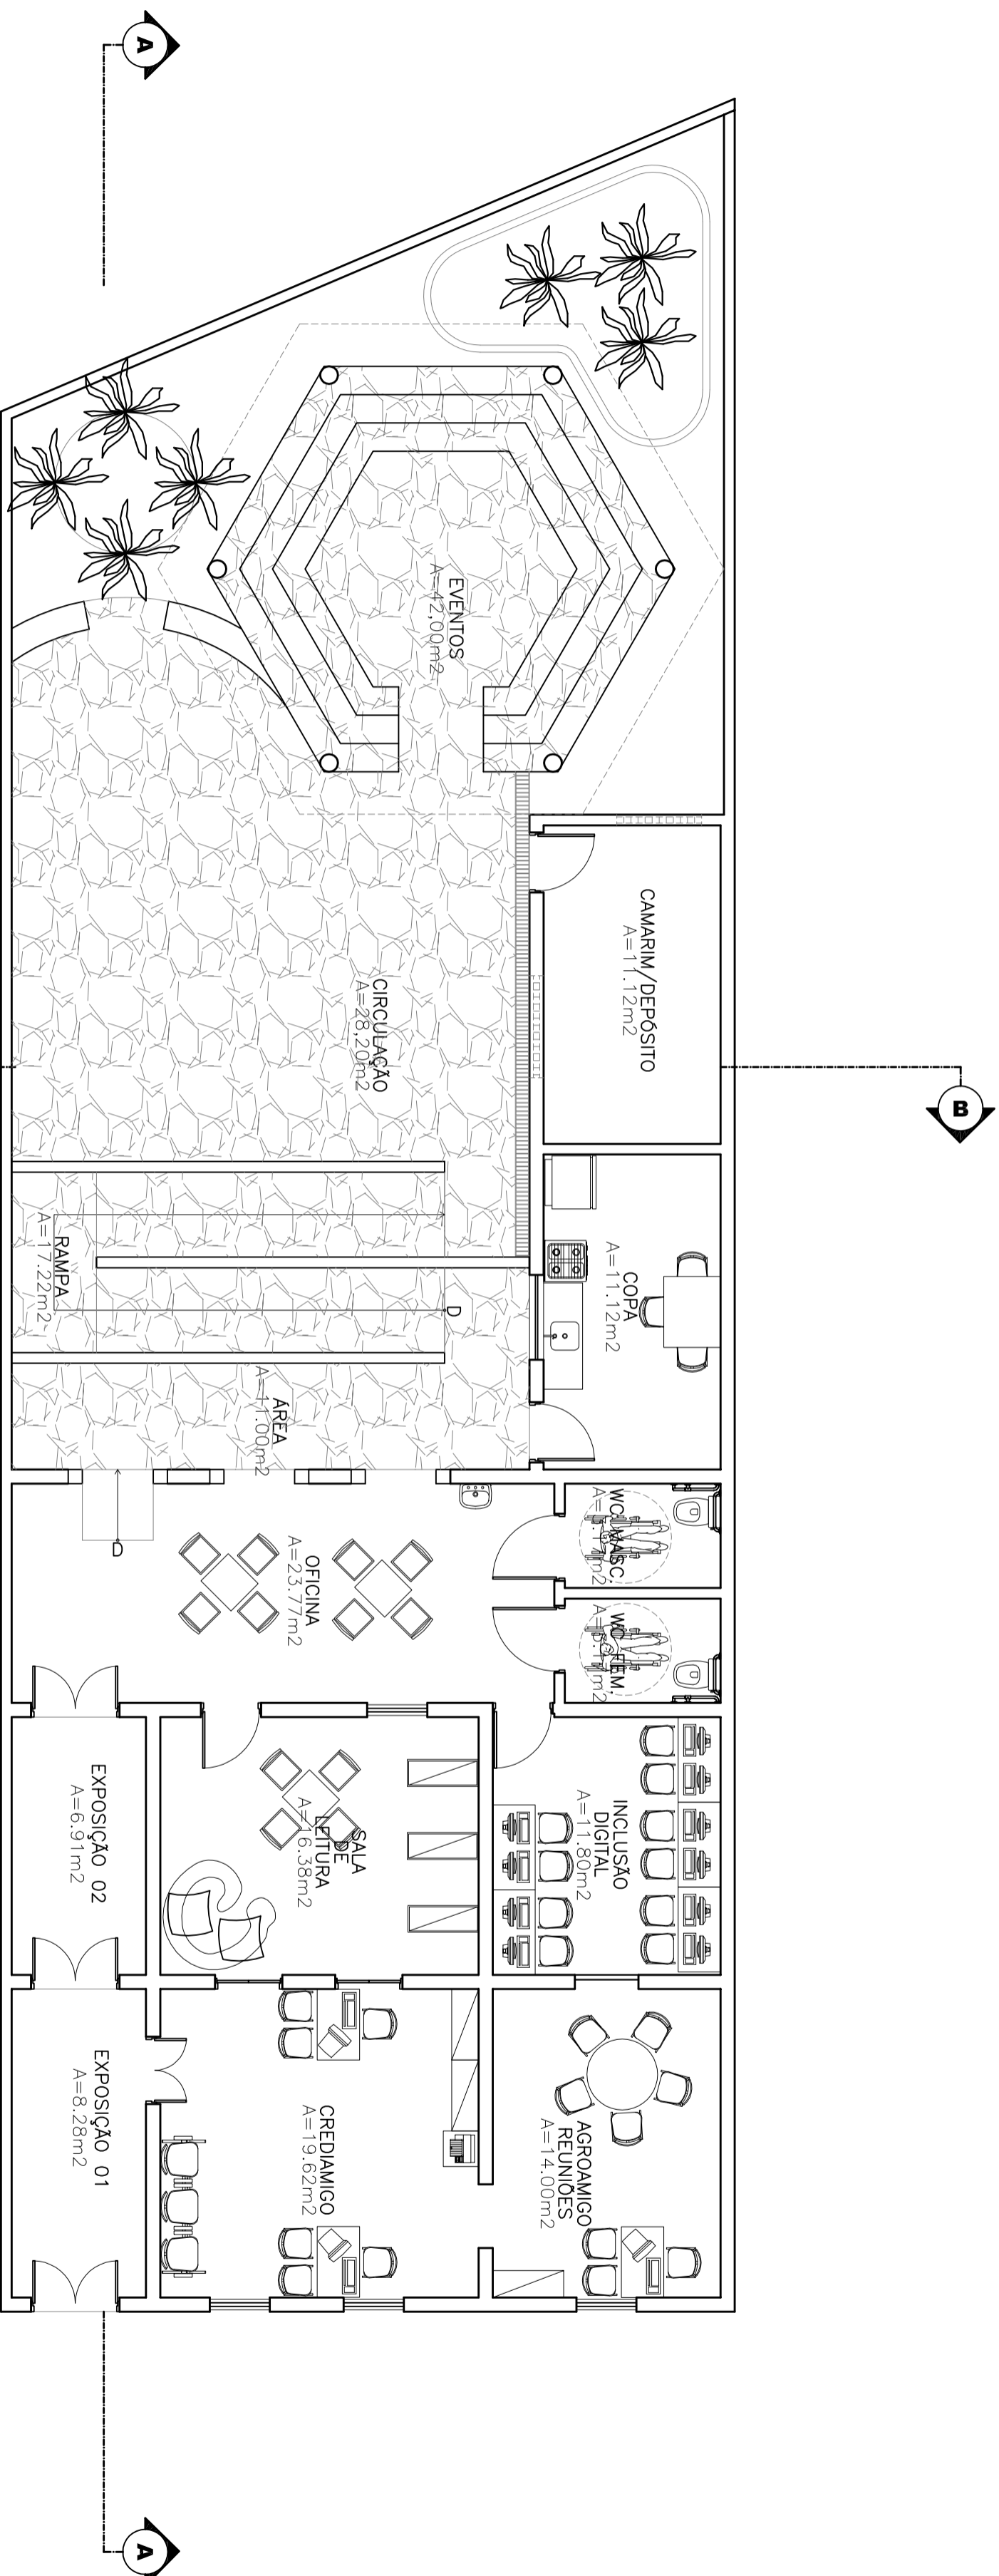 A
EVENTOS
A=42,00m2
CAMARIM/DEPÓSITO
A=11.12m2
CIRCULAÇÃO
A=28,20m2
B
COPA
A=11.12m2
RAMPA
A=17.22m2
D
ÁREA
A=11.00m2
WC. MASC.
D
OFICINA
A=23.77m2
WC. FEM.
EXPOSIÇÃO 02
A=6.91m2
SALA
DE
LEITURA
A=16.38m2
INCLUSÃO
DIGITAL
A=11.80m2
EXPOSIÇÃO 01
A=8.28m2
CREDIAMIGO
A=19.62m2
AGROAMIGO
REUNIÕES
A=14.00m2
A